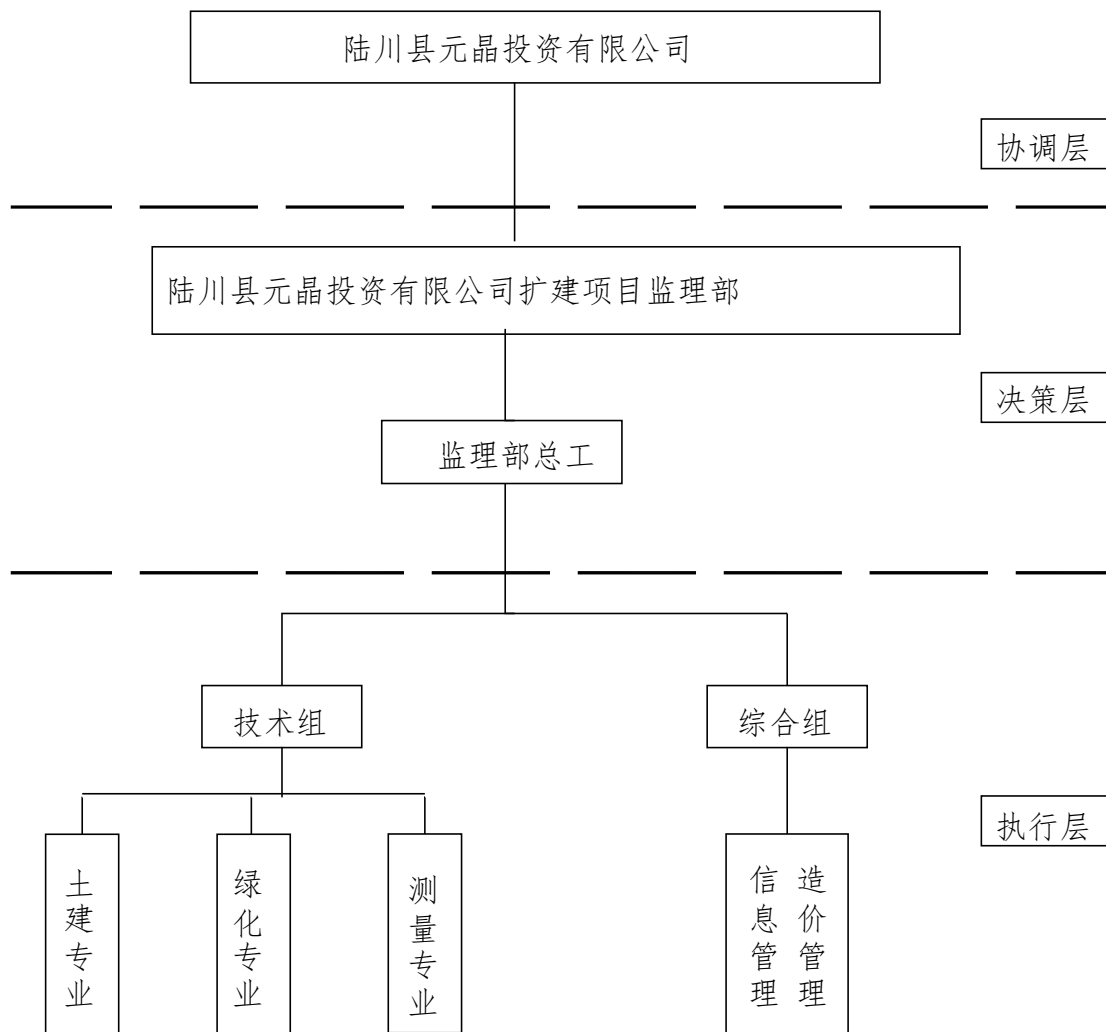 陆川县元晶投资有限公司
协调层
陆川县元晶投资有限公司扩建项目监理部
决策层
监理部总工
技术组
综合组
执行层
土建专业
绿化专业
测量专业
信息管理
造价管理